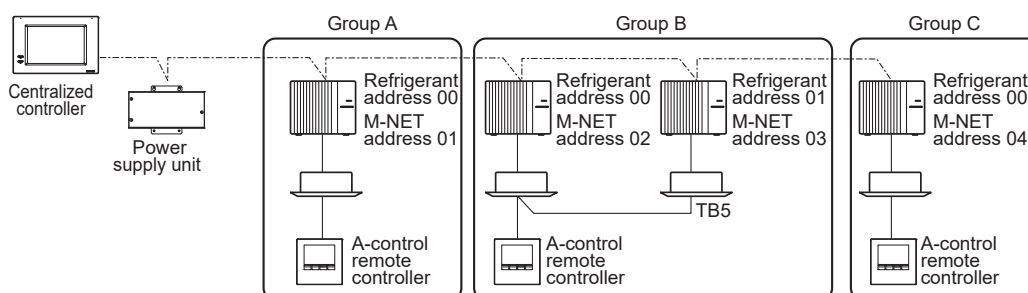 Group A
Group B
Group C
Centralized
controller
Power
supply unit
Refrigerant
address 00
M-NET
address 01
A-control
remote
controller
Refrigerant
address 00
M-NET
address 02
Refrigerant
address 01
M-NET
address 03
TB5
A-control
remote
controller
Refrigerant
address 00
M-NET
address 04
A-control
remote
controller